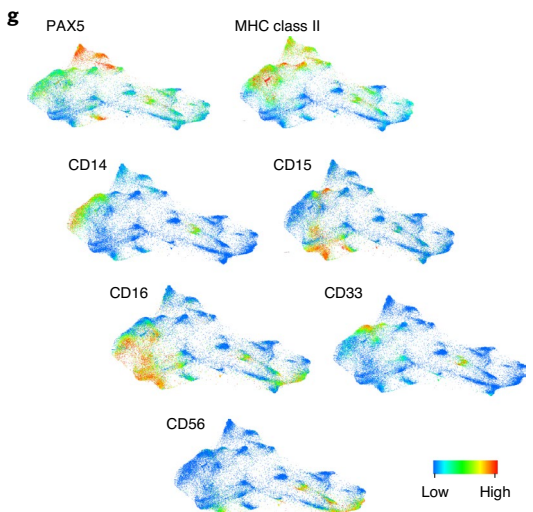 g
PAX5
MHC class II
CD14
CD15
CD16
CD33
CD56
Low
High